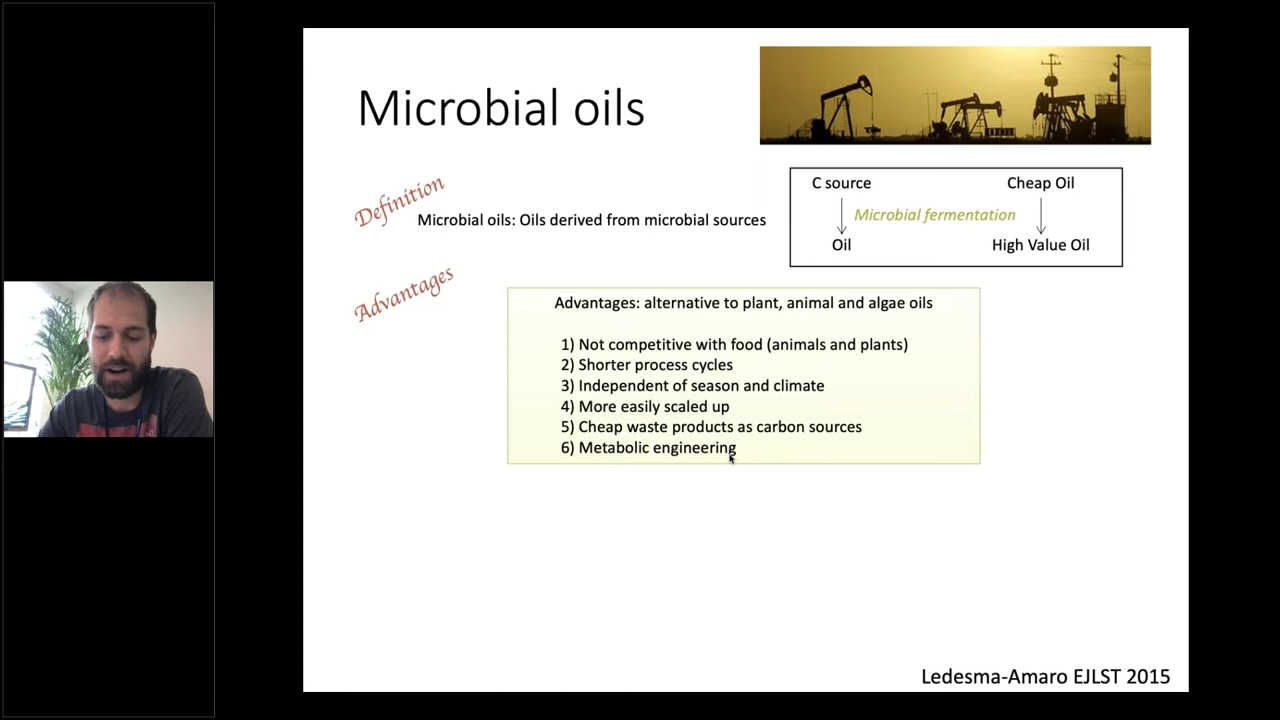 Microbial oils
Definition
Microbial oils: Oils derived from microbial sources
C source
Cheap Oil
Microbial fermentation
Oil
High Value Oil
Advantages
Advantages: alternative to plant, animal and algae oils
1) Not competitive with food (animals and plants)
2) Shorter process cycles
3) Independent of season and climate
4) More easily scaled up
5) Cheap waste products as carbon sources
6) Metabolic engineering
Ledesma-Amaro EJLST 2015